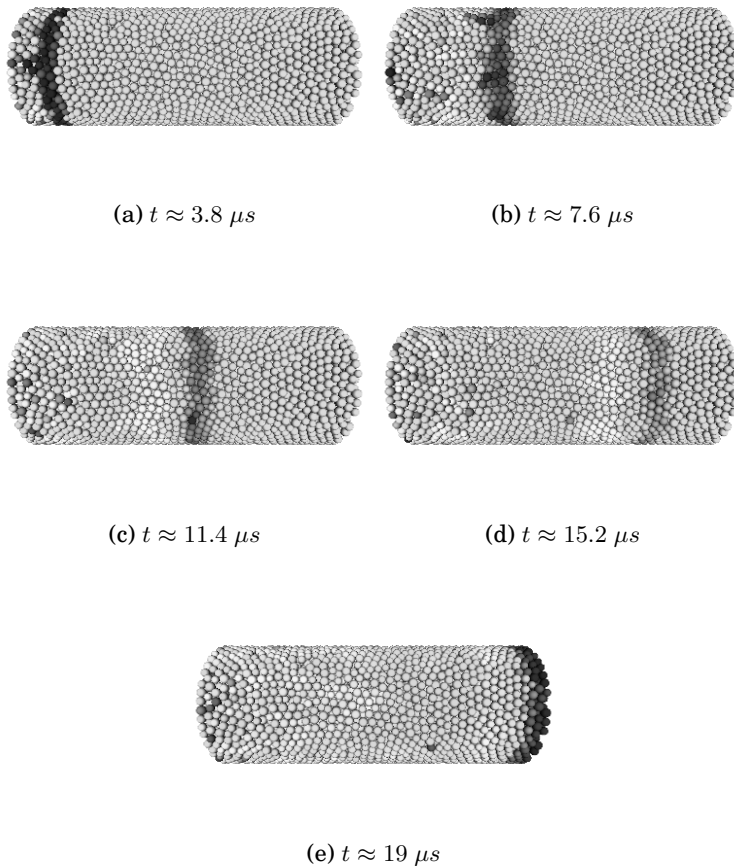 (a) t ≈ 3.8 μs
(b) t ≈ 7.6 μs
(c) t ≈ 11.4 μs
(d) t ≈ 15.2 μs
(e) t ≈ 19 μs